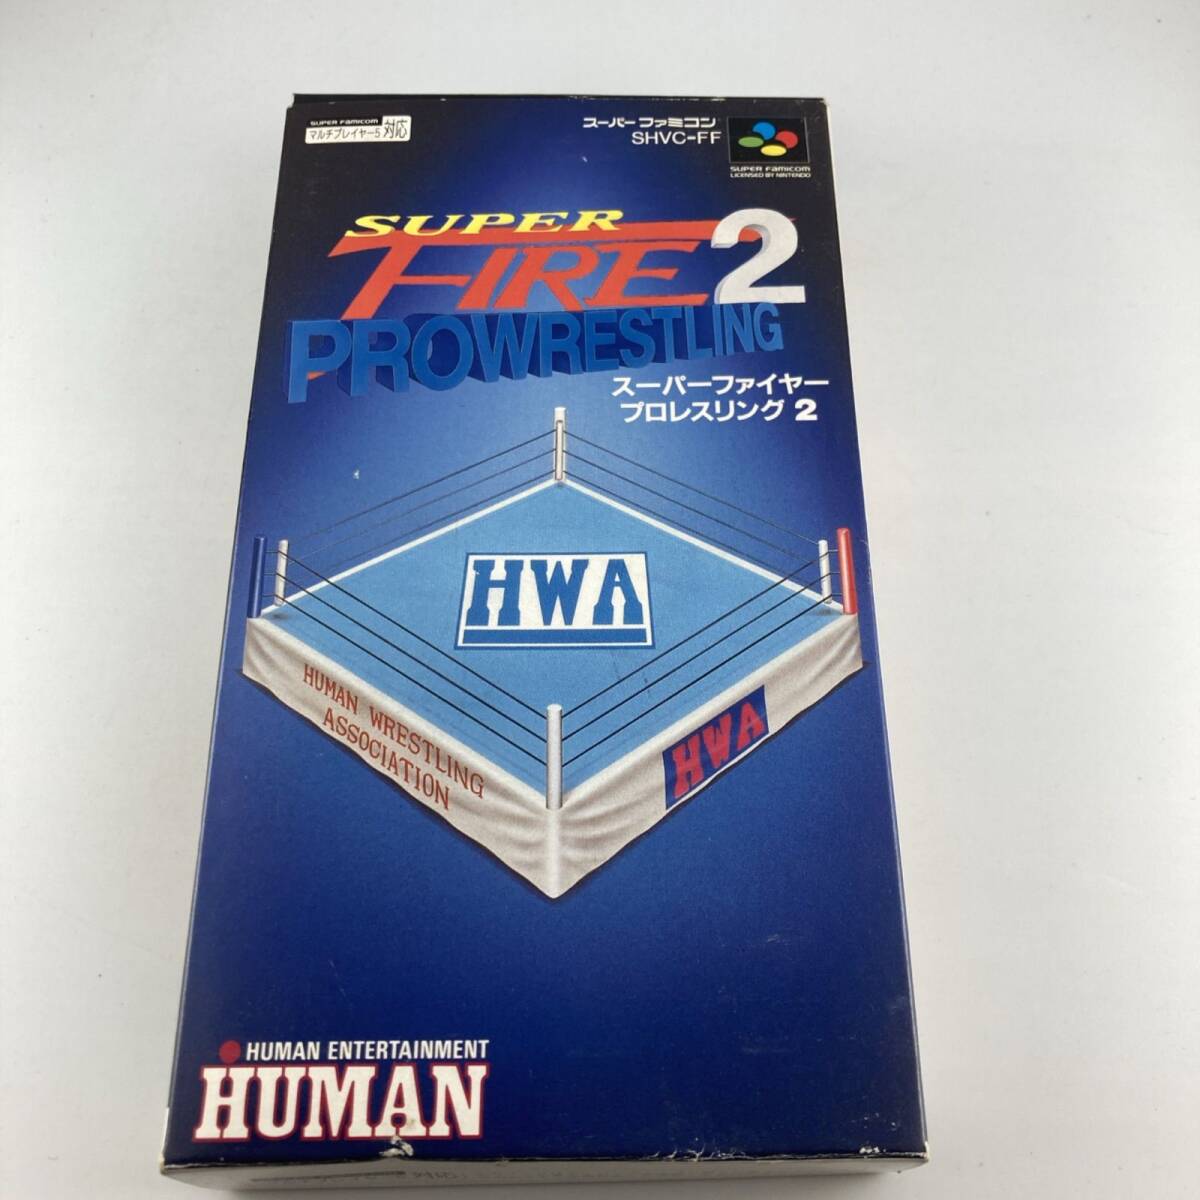 SUPER FAMICOM
マルチプレイヤー5対応
スーパーファミコン
SHVC-FF
SUPER FAMICOM
LICENSED BY NINTENDO
SUPER
FIRE 2
PROWRESTLING
スーパーファイヤー
プロレスリング 2
HWA
HUMAN WRESTLING
ASSOCIATION
HWA
HUMAN ENTERTAINMENT
HUMAN